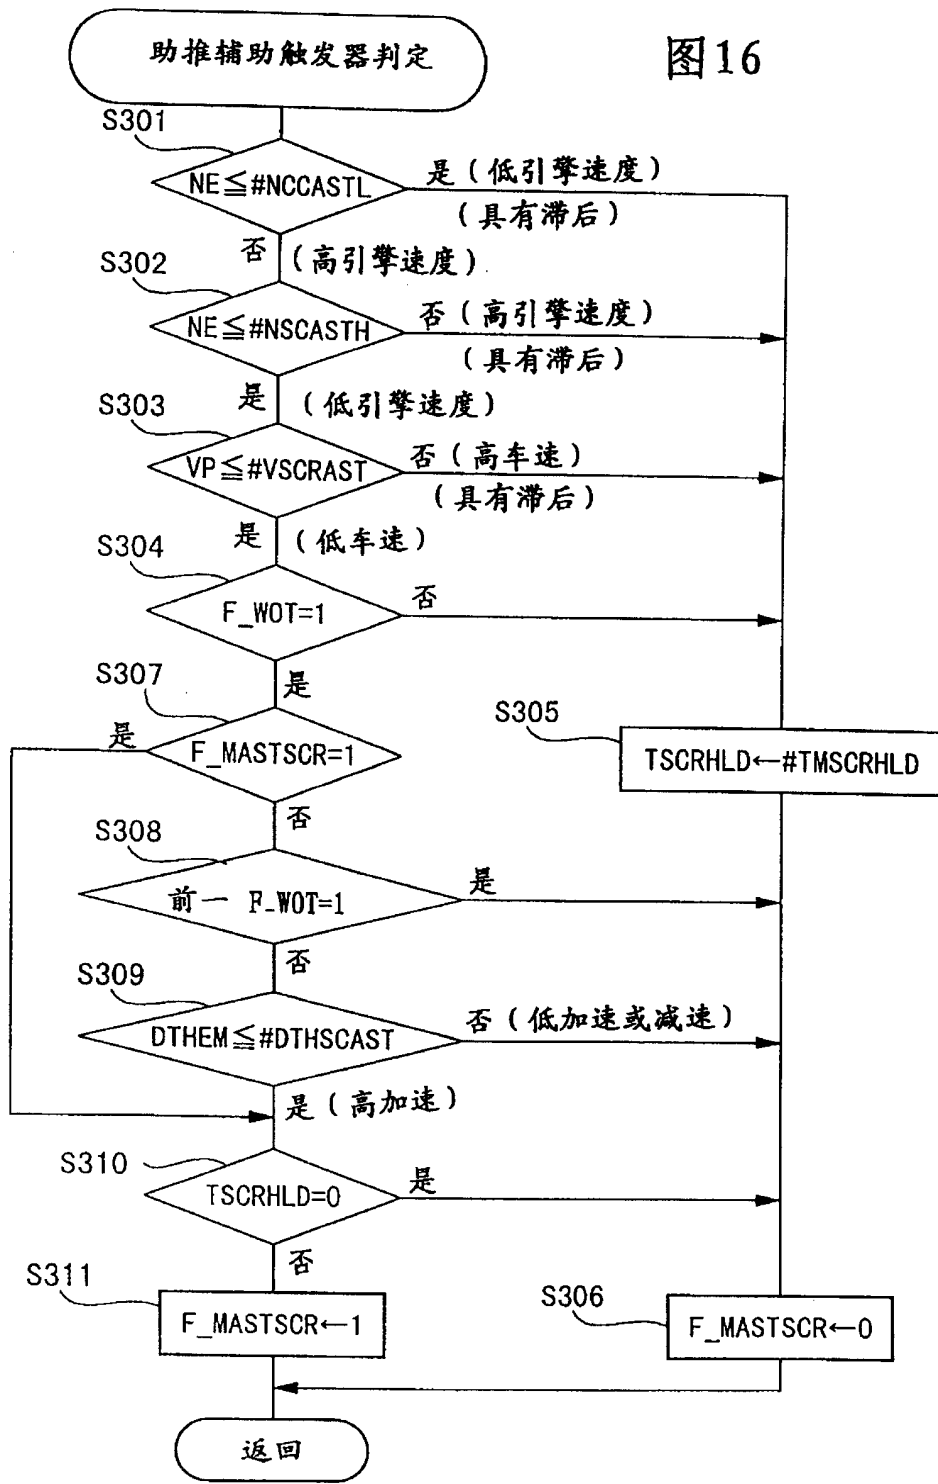 助推辅助触发器判定
图16
S301
NE≦#NCCASTL
是(低引擎速度)
(具有滞后)
否
(高引擎速度)
S302
NE≦#NSCASTH
否(高引擎速度)
(具有滞后)
是
(低引擎速度)
S303
VP≦#VSCRAST
否(高车速)
(具有滞后)
是
(低车速)
S304
F_WOT=1
否
是
S307
是
F_MASTSCR=1
S305
TSCRHLD←#TMSCRHLD
否
S308
前一 F_WOT=1
是
否
S309
DTHEM≦#DTHSCAST
否(低加速或减速)
是(高加速)
S310
TSCRHLD=0
是
否
S311
F_MASTSCR←1
S306
F_MASTSCR←0
返回